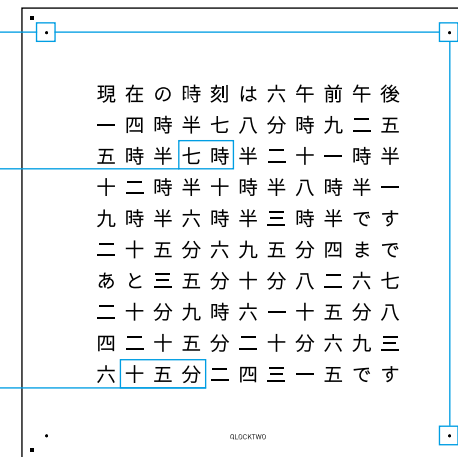 現在の時刻は六午前午後
一四時半七八分時九二五
五時半七時半二十一時半
十二時半十時半八時半一
九時半六時半三時半です
二十五分六九五分四まで
あと三五分十分八二六七
二十分九時六一十五分八
四二十五分二十分六九三
六十五分二四三一五です
QLOCKTWO